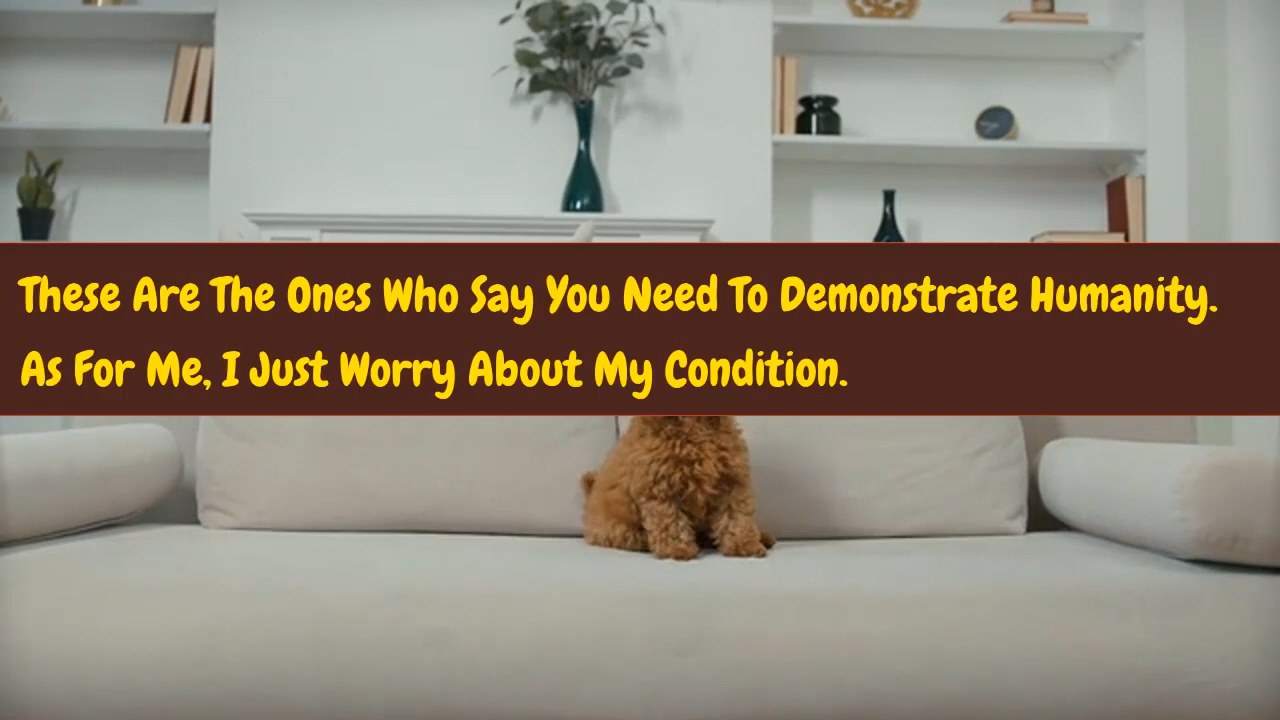 These Are The Ones Who Say You Need To Demonstrate Humanity.
As For Me, I Just Worry About My Condition.